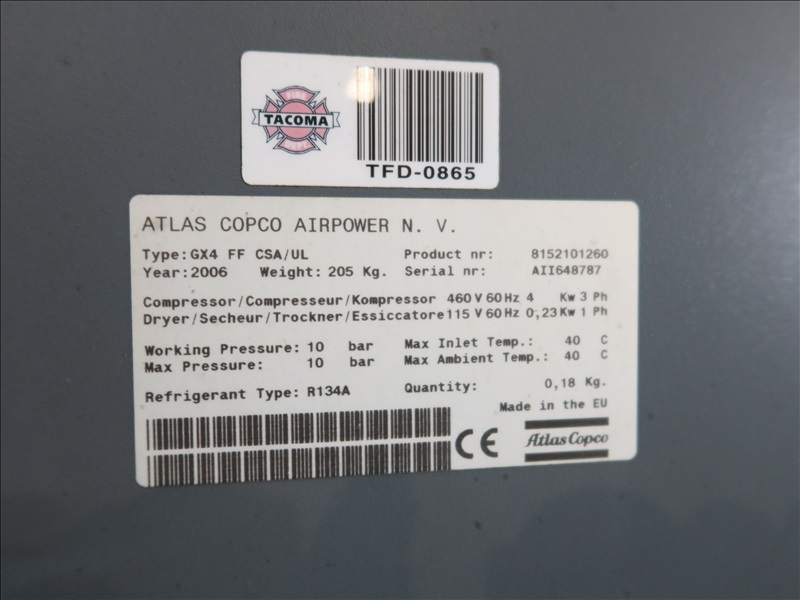 FIRE
TACOMA
DEPT.
TFD-0865
ATLAS COPCO AIRPOWER N. V.
Type: GX4 FF CSA/UL Product nr: 8152101260
Year: 2006 Weight: 205 Kg. Serial nr: AII648787
Compressor/Compresseur/Kompressor 460 V 60 Hz 4 Kw 3 Ph
Dryer/Secheur/Trockner/Essiccatore 115 V 60 Hz 0,23 Kw 1 Ph
Working Pressure: 10 bar Max Inlet Temp.: 40 C
Max Pressure: 10 bar Max Ambient Temp.: 40 C
Refrigerant Type: R134A Quantity: 0,18 Kg.
Made in the EU
CE Atlas Copco